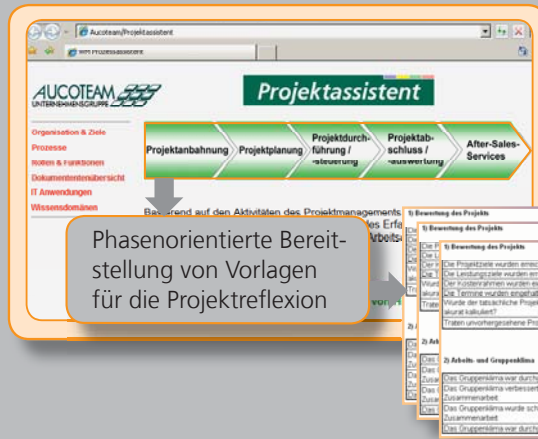 Aucoteam/Projektassistent
WPI Prozessassistent
AUCOTEAM
UNTERNEHMENSGRUPPE
Projektassistent
Organisation & Ziele
Prozesse
Rollen & Funktionen
Dokumentenübersicht
IT Anwendungen
Wissensdomänen
Projektanbahnung
Projektplanung
Projektdurch-
führung /
-steuerung
Projektab-
schluss /
-auswertung
After-Sales-
Services
Basierend auf den Aktivitäten des Projektmanagements
Phasenorientierte Bereit-
stellung von Vorlagen
für die Projektreflexion
1) Bewertung des Projekts
1) Bewertung des Projekts
1) Bewertung des Projekts
Die Projektziele wurden
Die Leistungsziele wurden
Der Kostenrahmen wurden
Die Termine wurden
Wurde der tatsächliche
akurat kalkuliert?
Traten unvorhergesehene
2) Arbeits- und Gruppenklima
Das Gruppenklima war
Das Gruppenklima
Zusammenarbeit
Das Gruppenklima wurde
Zusammenarbeit
Das Gruppenklima war